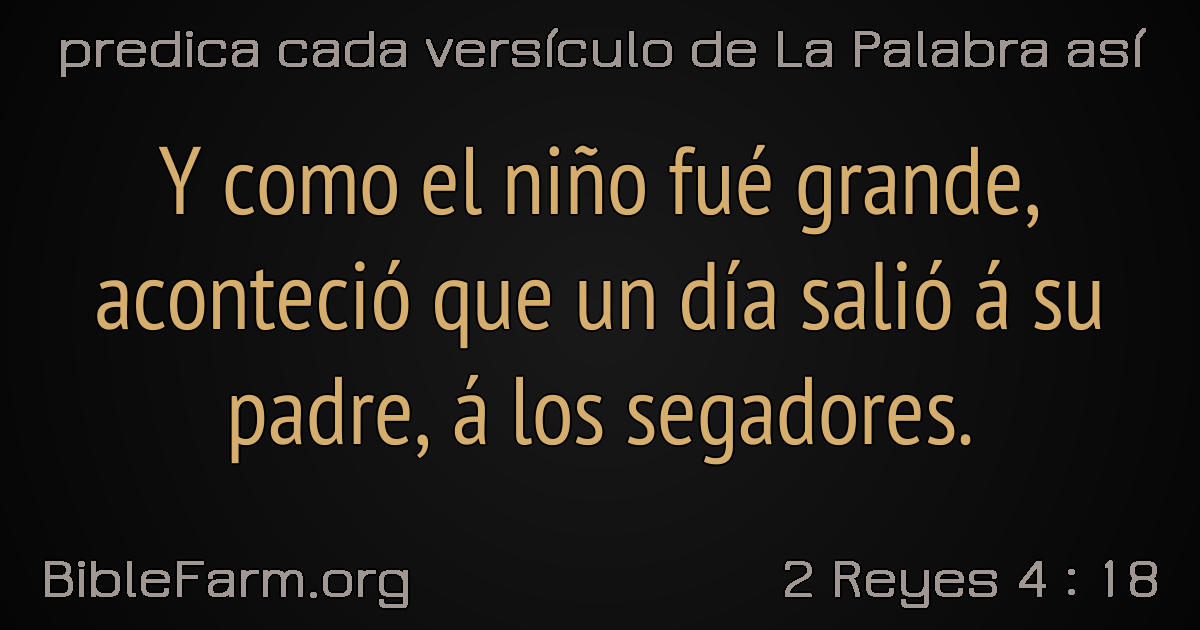 predica cada versículo de La Palabra así
Y como el niño fué grande,
aconteció que un día salió á su
padre, á los segadores.
BibleFarm.org
2 Reyes 4 : 18